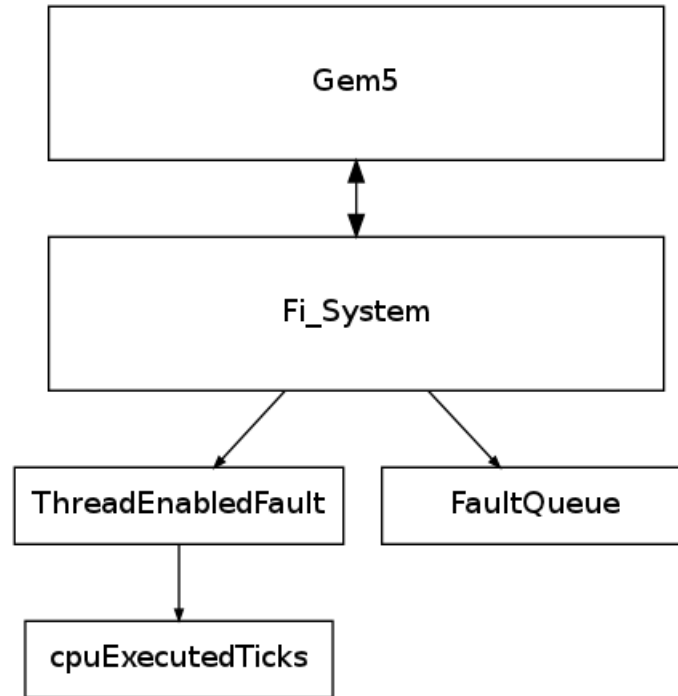 Gem5
Fi_System
ThreadEnabledFault
FaultQueue
cpuExecutedTicks